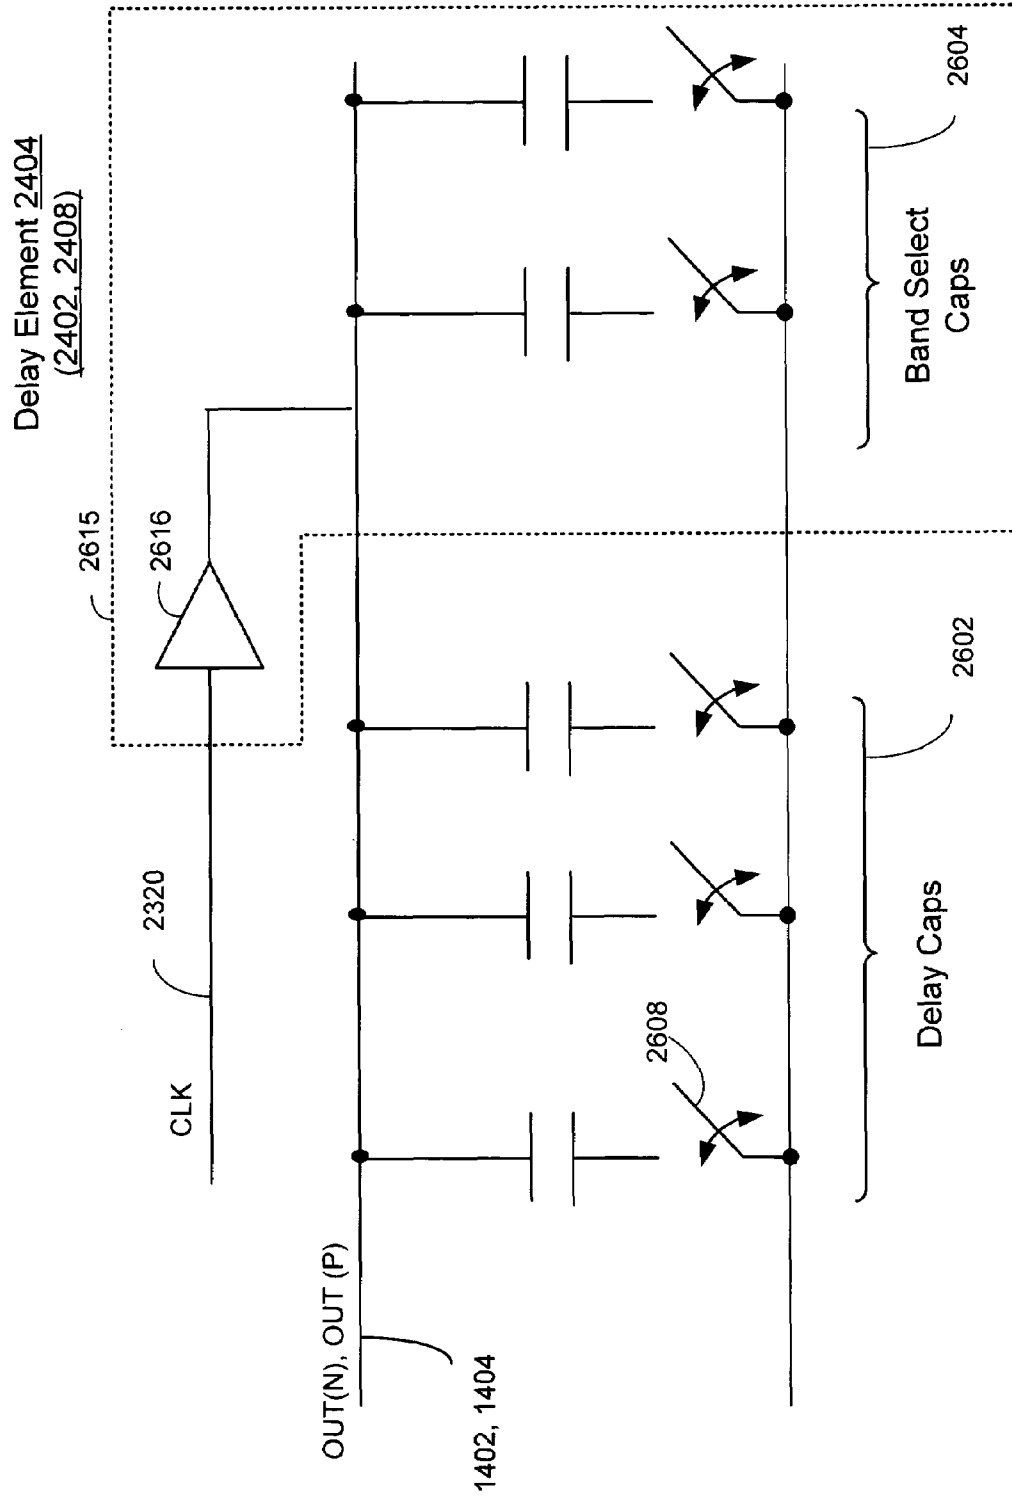 Delay Element 2404
(2402, 2408)
2615
2616
2320
CLK
OUT(N), OUT (P)
1402, 1404
2608
2604
Band Select
Caps
2602
Delay Caps